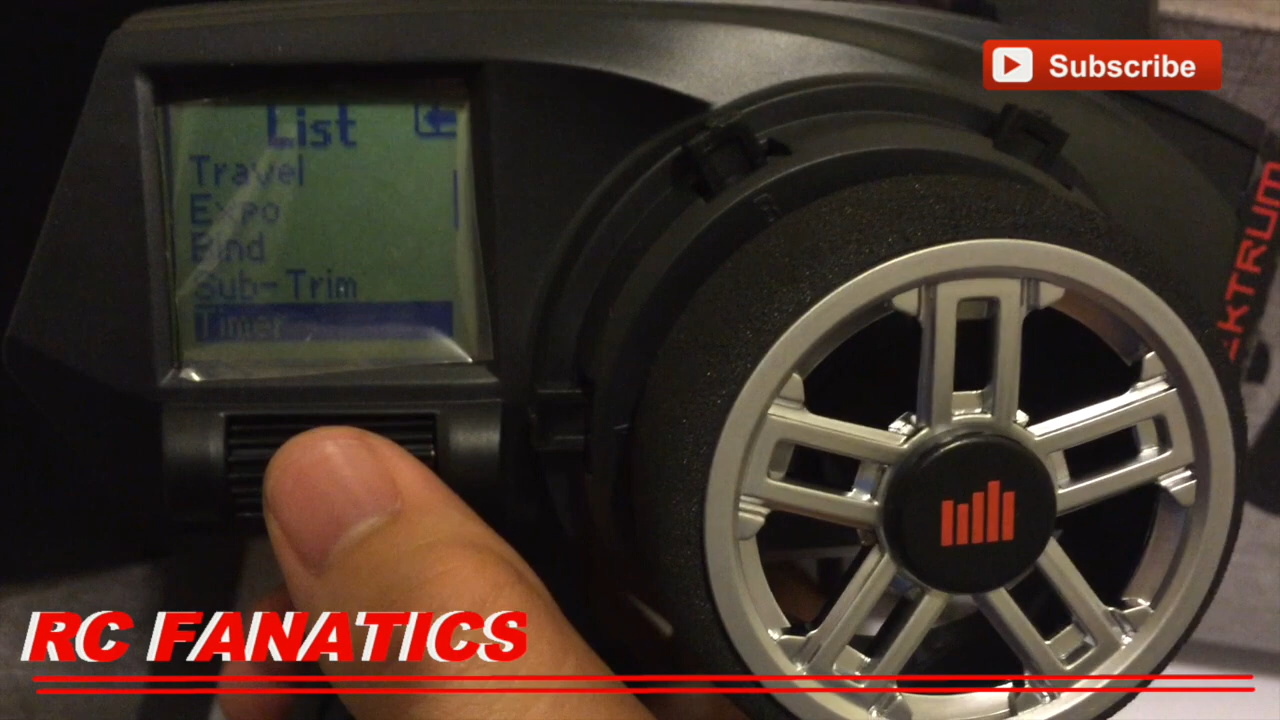 Subscribe
List
Travel
Expo
Bind
Sub-Trim
Timer
RC FANATICS